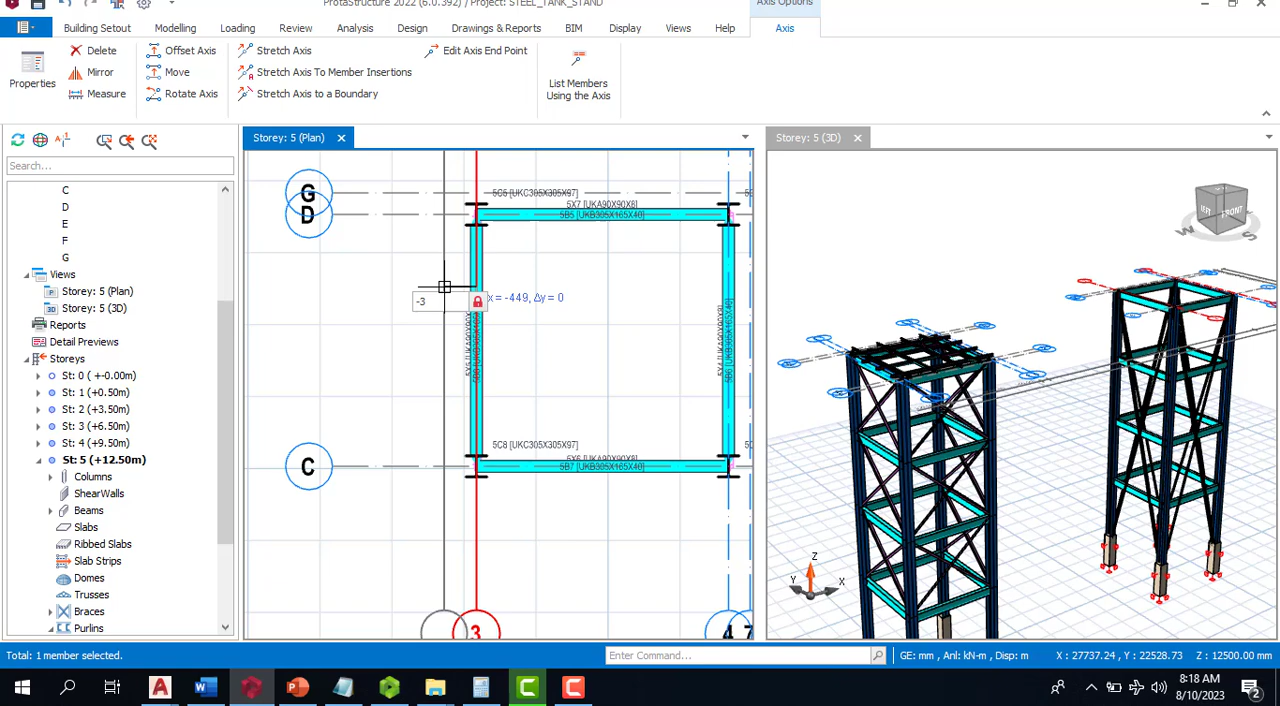 ProtaStructure 2022 (6.0.392) / Project: STEEL_TANK_STAND
Axis Options
Building Setout
Modelling
Loading
Review
Analysis
Design
Drawings & Reports
BIM
Display
Views
Help
Axis
Properties
Delete
Mirror
Measure
Offset Axis
Move
Rotate Axis
Stretch Axis
Stretch Axis To Member Insertions
Stretch Axis to a Boundary
Edit Axis End Point
List Members
Using the Axis
Search...
C
D
E
F
G
Views
Storey: 5 (Plan)
Storey: 5 (3D)
Reports
Detail Previews
Storeys
St: 0 (+-0.00m)
St: 1 (+0.50m)
St: 2 (+3.50m)
St: 3 (+6.50m)
St: 4 (+9.50m)
St: 5 (+12.50m)
Columns
ShearWalls
Beams
Slabs
Ribbed Slabs
Slab Strips
Domes
Trusses
Braces
Purlins
Storey: 5 (Plan)
G
D
5C5 [UKC305X305X97]
5X7 [UKA90X90X8]
5B5 [UKB305X165X40]
-3
x = -449, Δy = 0
C
5C8 [UKC305X305X97]
5X6 [UKA90X90X8]
5B7 [UKB305X165X40]
3
4
7
Storey: 5 (3D)
LEFT
FRONT
W
S
Z
Y
X
Total: 1 member selected.
Enter Command...
GE: mm , Anl: kN-m , Disp: m
X : 27737.24 , Y : 22528.73
Z : 12500.00 mm
8:18 AM
8/10/2023
2